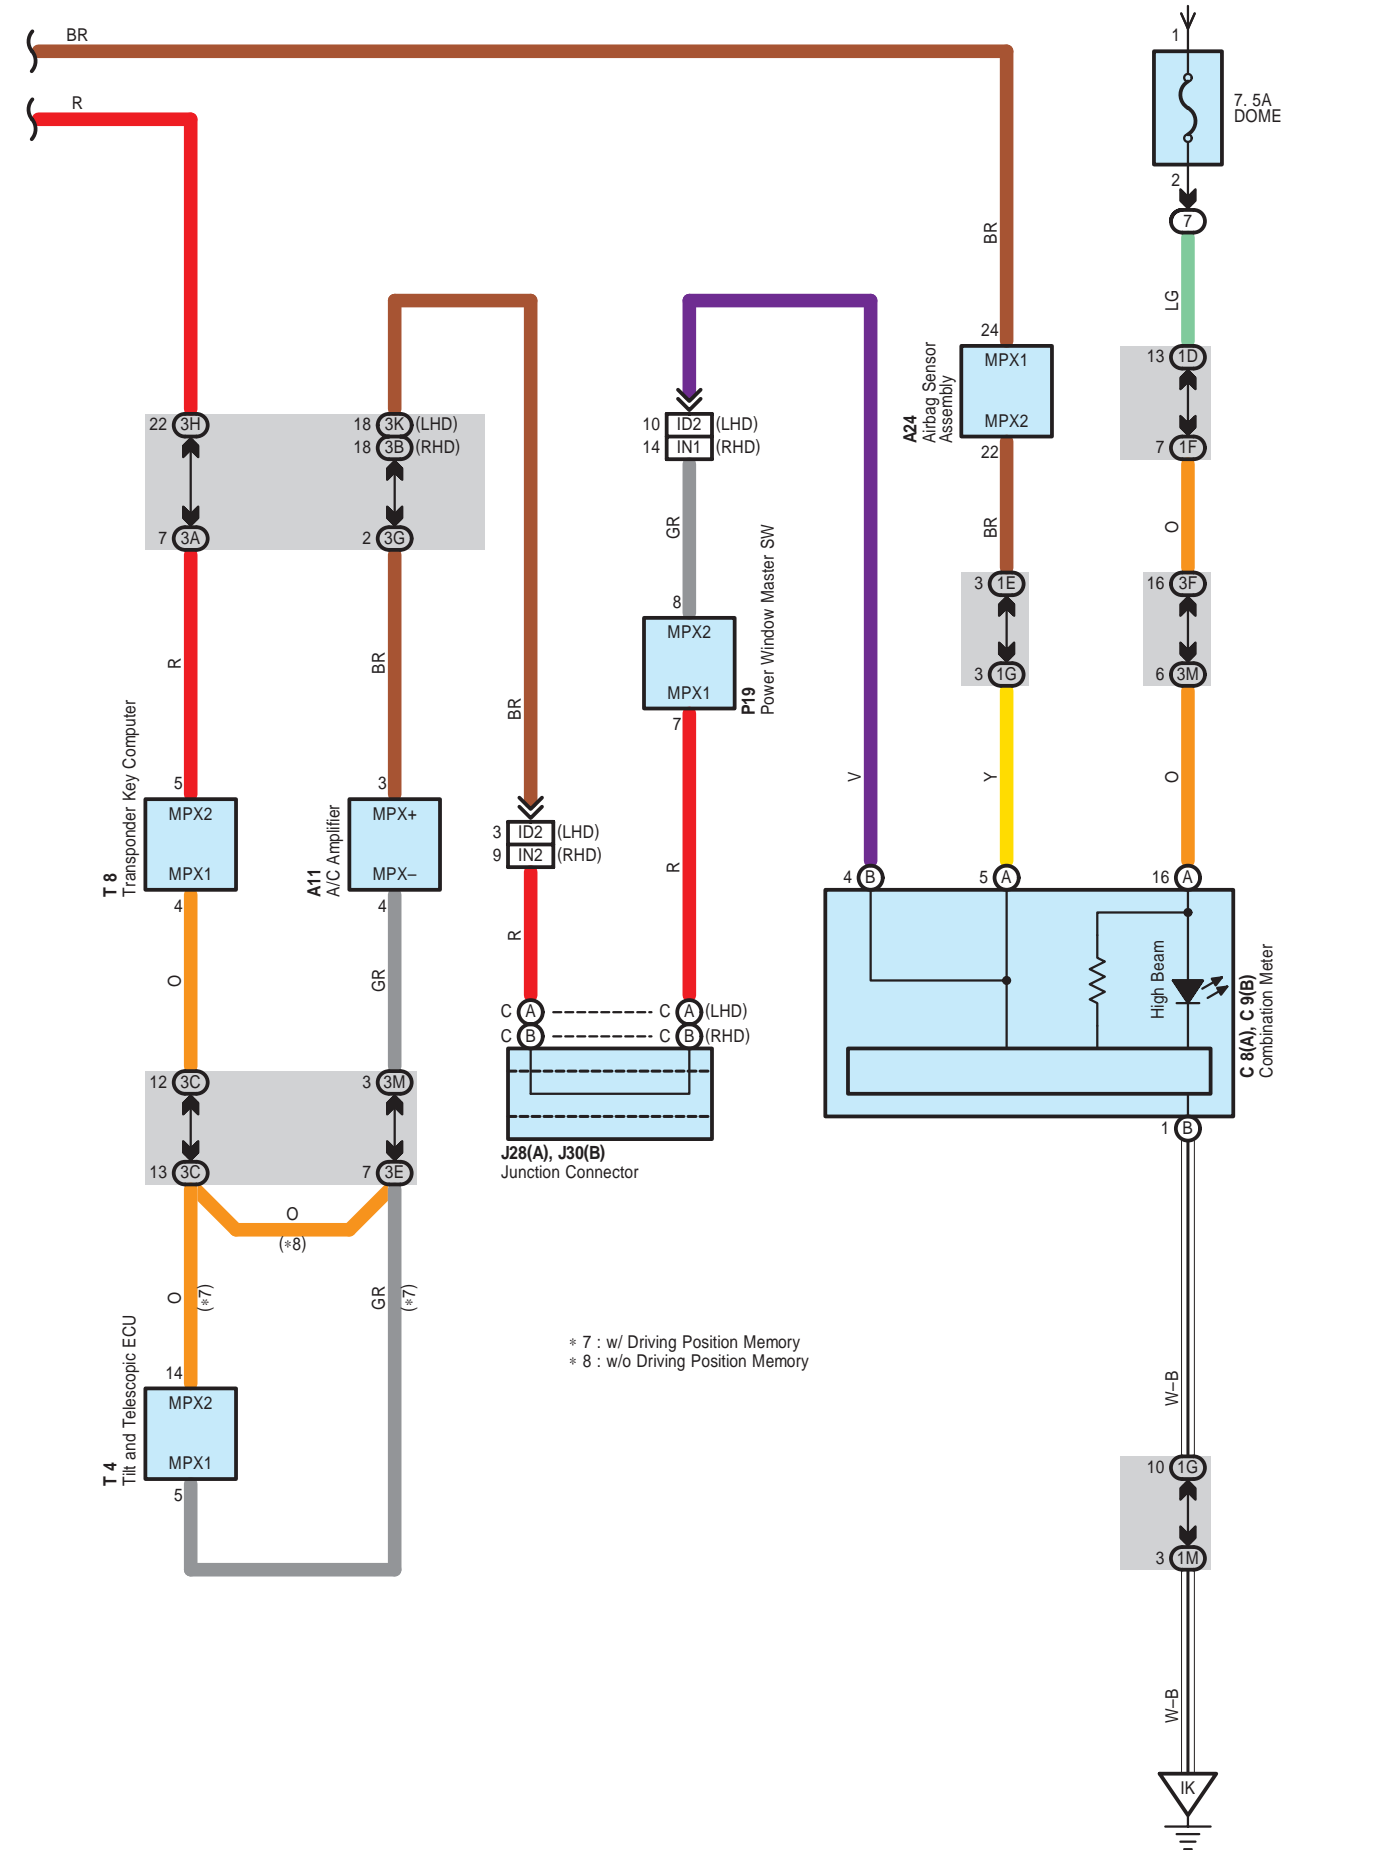 BR
1
R
7. 5A
DOME
2
7
BR
LG
24
MPX1
MPX2
A24
Airbag Sensor
Assembly
22
13 1D
7 1F
22 3H
18 3K (LHD)
18 3B (RHD)
7 3A
2 3G
10 ID2 (LHD)
14 IN1 (RHD)
GR
BR
O
8
MPX2
MPX1
P19
Power Window Master SW
7
3 1E
3 1G
16 3F
6 3M
R
BR
BR
V
Y
O
5
MPX2
MPX1
T 8
Transponder Key Computer
4
3
MPX+
MPX–
A11
A/C Amplifier
4
3 ID2 (LHD)
9 IN2 (RHD)
R
R
4 B
5 A
16 A
High Beam
C 8(A), C 9(B)
Combination Meter
O
GR
C A C A (LHD)
C B C B (RHD)
J28(A), J30(B)
Junction Connector
12 3C
3 3M
13 3C
7 3E
1 B
O
(*8)
O
(*7)
GR
(*7)
* 7 : w/ Driving Position Memory
* 8 : w/o Driving Position Memory
14
MPX2
MPX1
T 4
Tilt and Telescopic ECU
5
W–B
10 1G
3 1M
W–B
IK